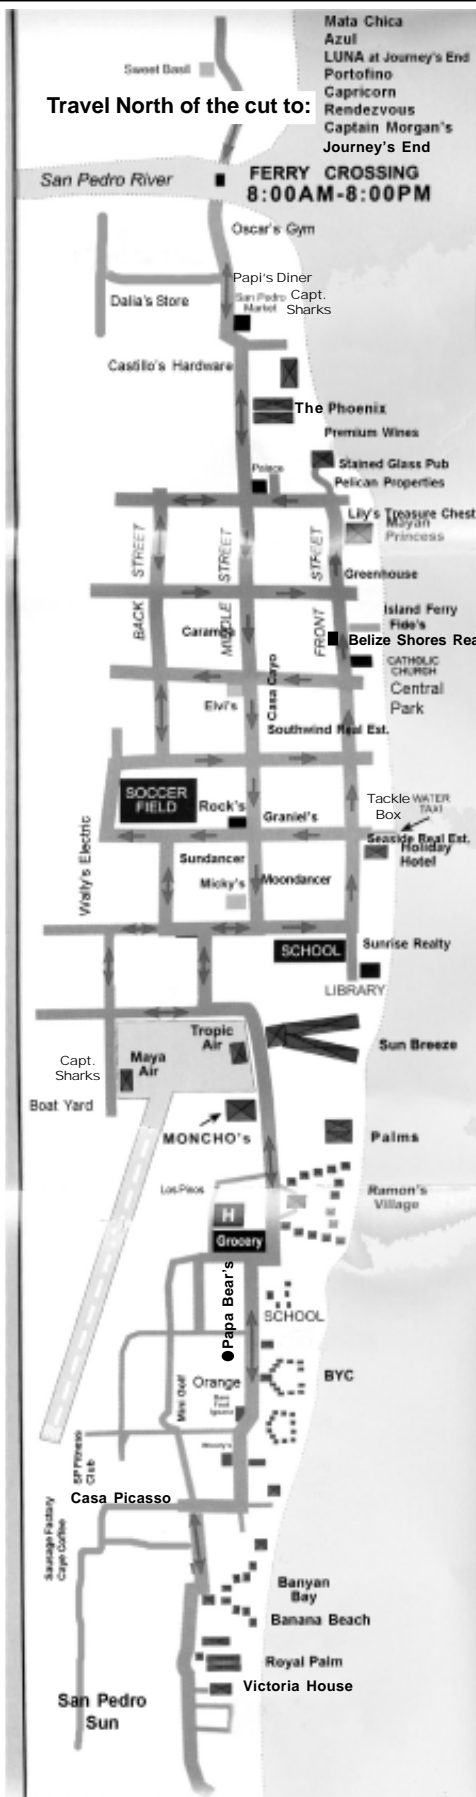 Mata Chica
Azul
LUNA at Journey's End
Portofino
Capricorn
Rendezvous
Captain Morgan's
Journey's End
Sweet Basil
Travel North of the cut to:
San Pedro River
FERRY CROSSING
8:00AM-8:00PM
Oscar's Gym
Papi's Diner
Dalia's Store
San Pedro
Market
Capt.
Sharks
Castillo's Hardware
The Phoenix
Premium Wines
Stained Glass Pub
Palace
Pelican Properties
Lily's Treasure Chest
Mayan
Princess
BACK STREET
MIDDLE STREET
FRONT STREET
Greenhouse
Island Ferry
Fido's
Caramba
Belize Shores Rea
CATHOLIC
CHURCH
Casa Cayo
Central
Park
Elvi's
Southwind Real Est.
SOCCER
FIELD
Rock's
Graniel's
Tackle
Box
WATER
TAXI
Wally's Electric
Seaside Real Est.
Holiday
Hotel
Sundancer
Micky's
Moondancer
SCHOOL
Sunrise Realty
LIBRARY
Tropic
Air
Maya
Air
Sun Breeze
Capt.
Sharks
Boat Yard
MONCHO's
Palms
Los Pinos
Ramon's
Village
H
Grocery
Papa Bear's
SCHOOL
BYC
Orange
Mini Golf
Bare
Foot
Iguana
Woody's
SP Fitness
Club
Casa Picasso
Sausage Factory
Caye Coffee
Banyan
Bay
Banana Beach
Royal Palm
Victoria House
San Pedro
Sun